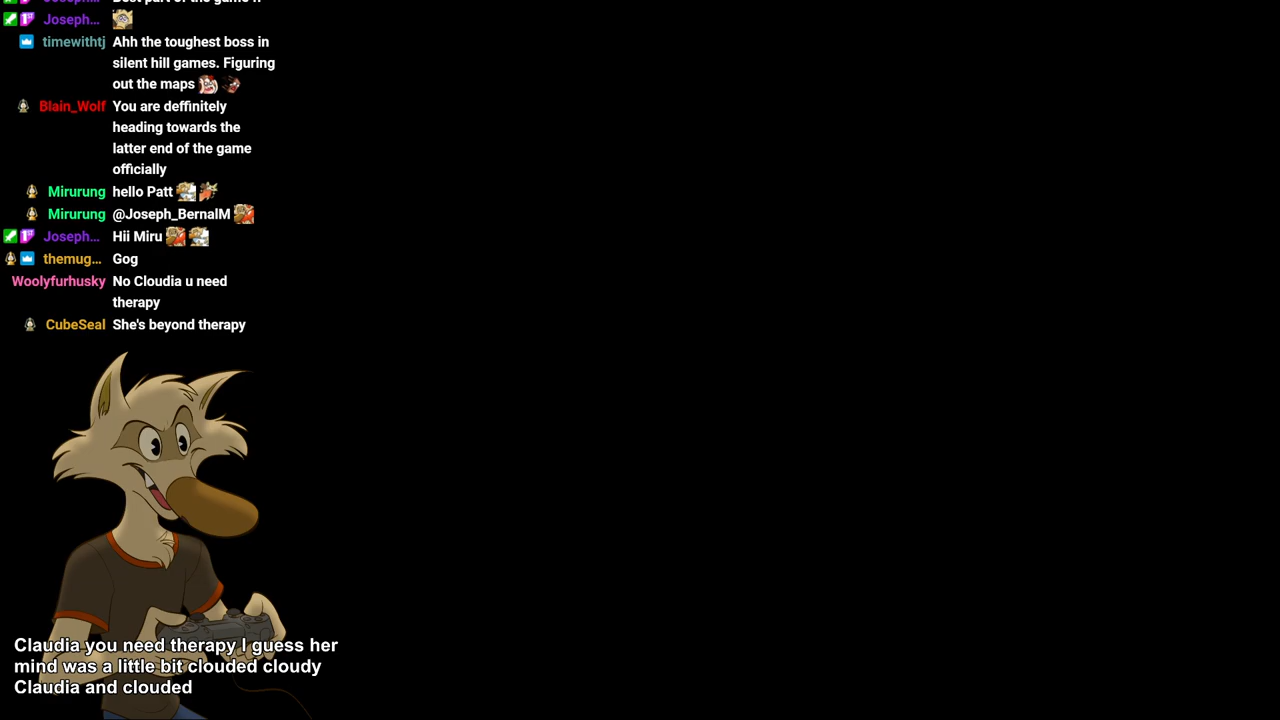 Joseph...
timewithtj Ahh the toughest boss in
silent hill games. Figuring
out the maps
Blain_Wolf You are deffinitely
heading towards the
latter end of the game
officially
Mirurung hello Patt
Mirurung @Joseph_BernalM
Joseph... Hii Miru
themug... Gog
Woolyfurhusky No Cloudia u need
therapy
CubeSeal She's beyond therapy
Claudia you need therapy I guess her
mind was a little bit clouded cloudy
Claudia and clouded